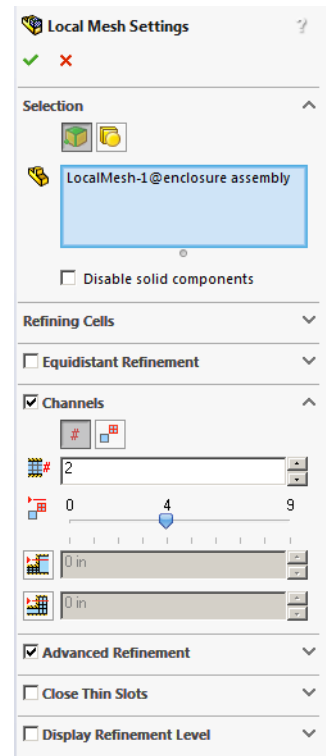 Local Mesh Settings ?
Selection
LocalMesh-1@enclosure assembly
Disable solid components
Refining Cells
Equidistant Refinement
Channels
#
# 2
0 4 9
0 in
0 in
Advanced Refinement
Close Thin Slots
Display Refinement Level